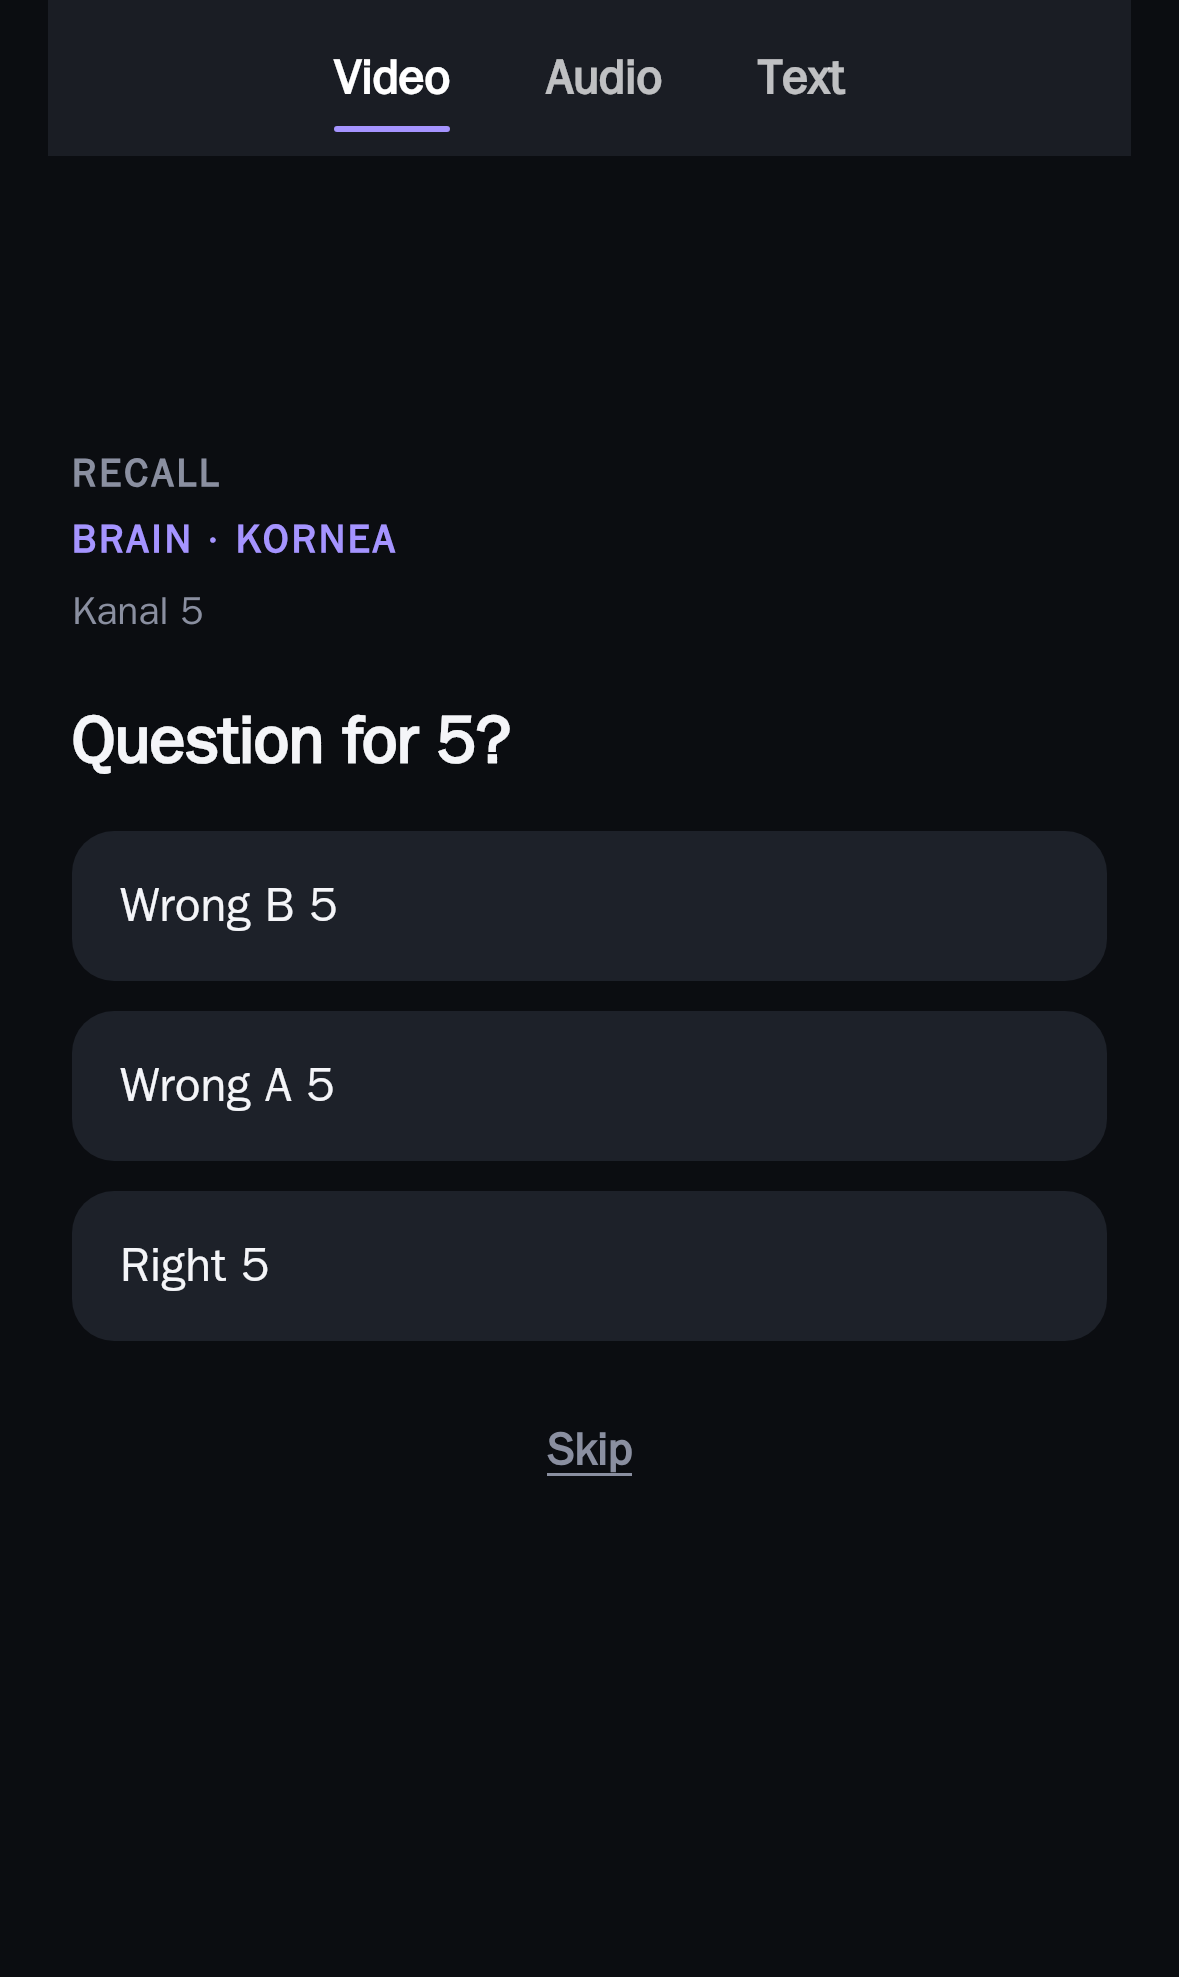 Video Audio Text
RECALL
BRAIN · KORNEA
Kanal 5
Question for 5?
Wrong B 5
Wrong A 5
Right 5
Skip